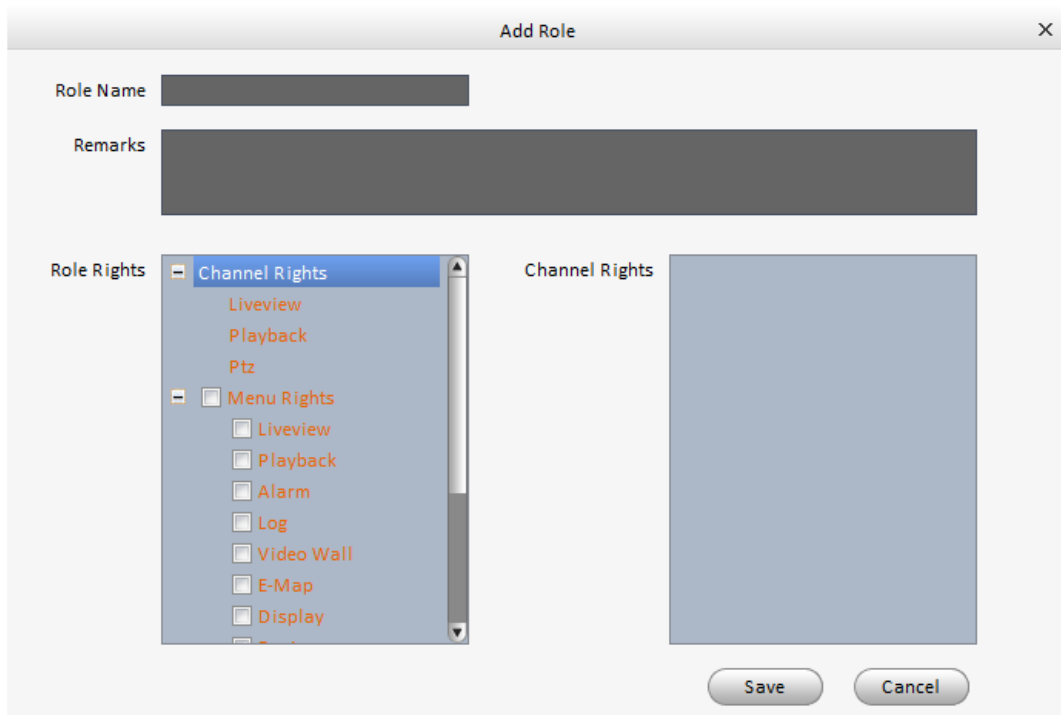 Add Role
Role Name
Remarks
Role Rights
Channel Rights
Liveview
Playback
Ptz
Menu Rights
Liveview
Playback
Alarm
Log
Video Wall
E-Map
Display
Channel Rights
Save
Cancel